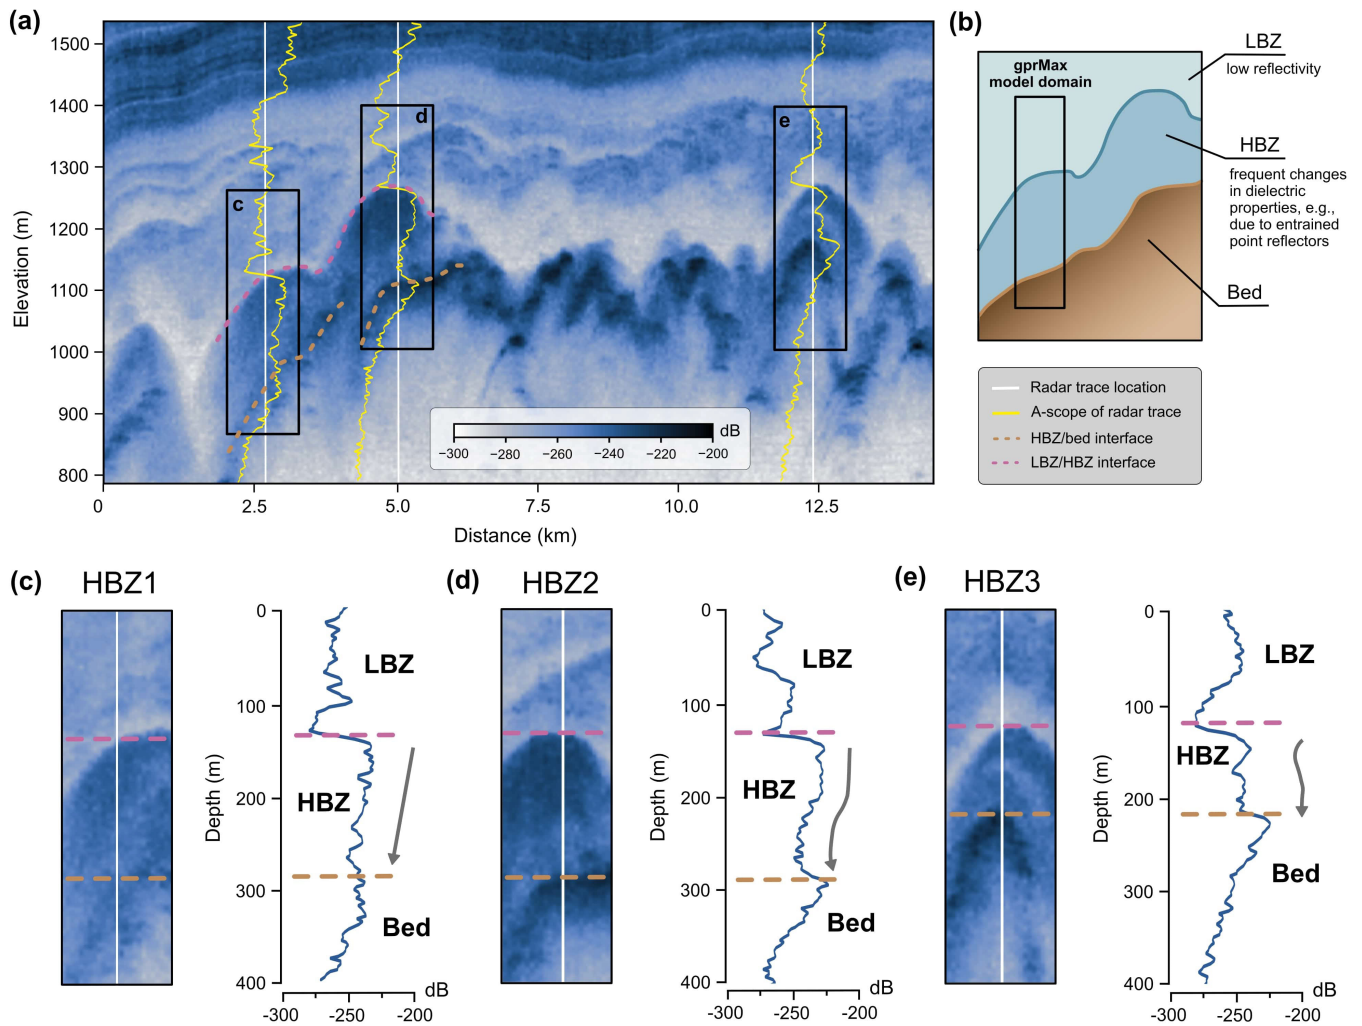 (a)
1500
1400
1300
1200
1100
1000
900
800
Elevation (m)
c
d
e
dB
−300 −280 −260 −240 −220 −200
0 2.5 5.0 7.5 10.0 12.5
Distance (km)
(b)
gprMax
model domain
LBZ
low reflectivity
HBZ
frequent changes
in dielectric
properties, e.g.,
due to entrained
point reflectors
Bed
Radar trace location
A-scope of radar trace
HBZ/bed interface
LBZ/HBZ interface
(c) HBZ1
0
100
200
300
400
Depth (m)
LBZ
HBZ
Bed
dB
-300 -250 -200
(d) HBZ2
0
100
200
300
400
Depth (m)
LBZ
HBZ
Bed
dB
-300 -250 -200
(e) HBZ3
0
100
200
300
400
Depth (m)
LBZ
HBZ
Bed
dB
-300 -250 -200